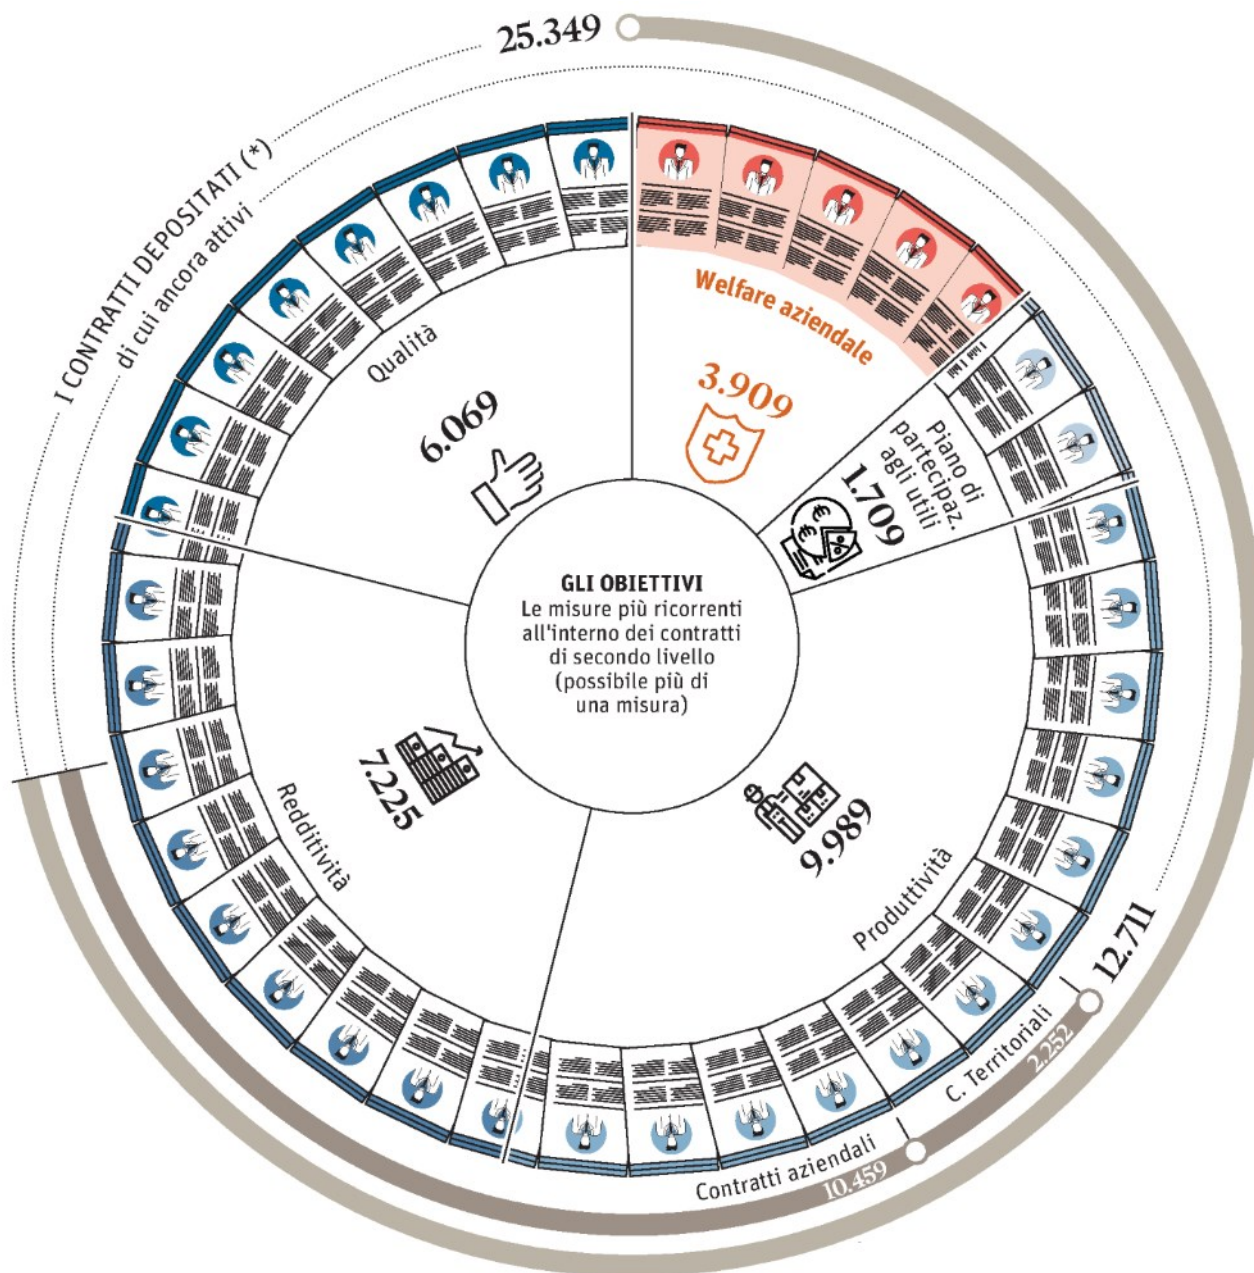 25.349
I CONTRATTI DEPOSITATI (*)
di cui ancora attivi
Welfare aziendale
3.909
Piano di
partecipaz.
agli utili
1.709
Qualità
6.069
GLI OBIETTIVI
Le misure più ricorrenti
all'interno dei contratti
di secondo livello
(possibile più di
una misura)
7.225
Redditività
9.989
Produttività
12.711
C. Territoriali
2.252
Contratti aziendali
10.459